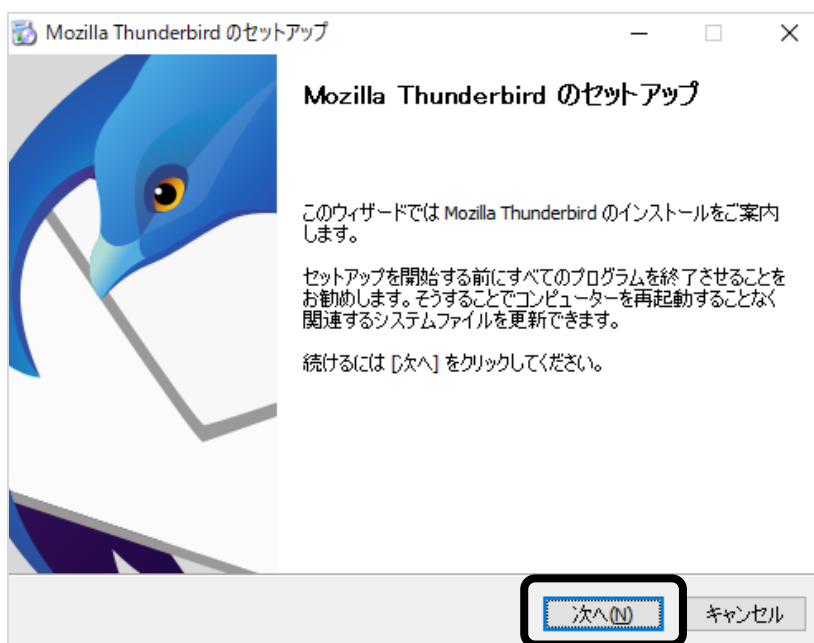 Mozilla Thunderbird のセットアップ
Mozilla Thunderbird のセットアップ
このウィザードでは Mozilla Thunderbird のインストールをご案内
します。
セットアップを開始する前にすべてのプログラムを終了させることを
お勧めします。そうすることでコンピューターを再起動することなく
関連するシステムファイルを更新できます。
続けるには [次へ] をクリックしてください。
次へ(N)
キャンセル